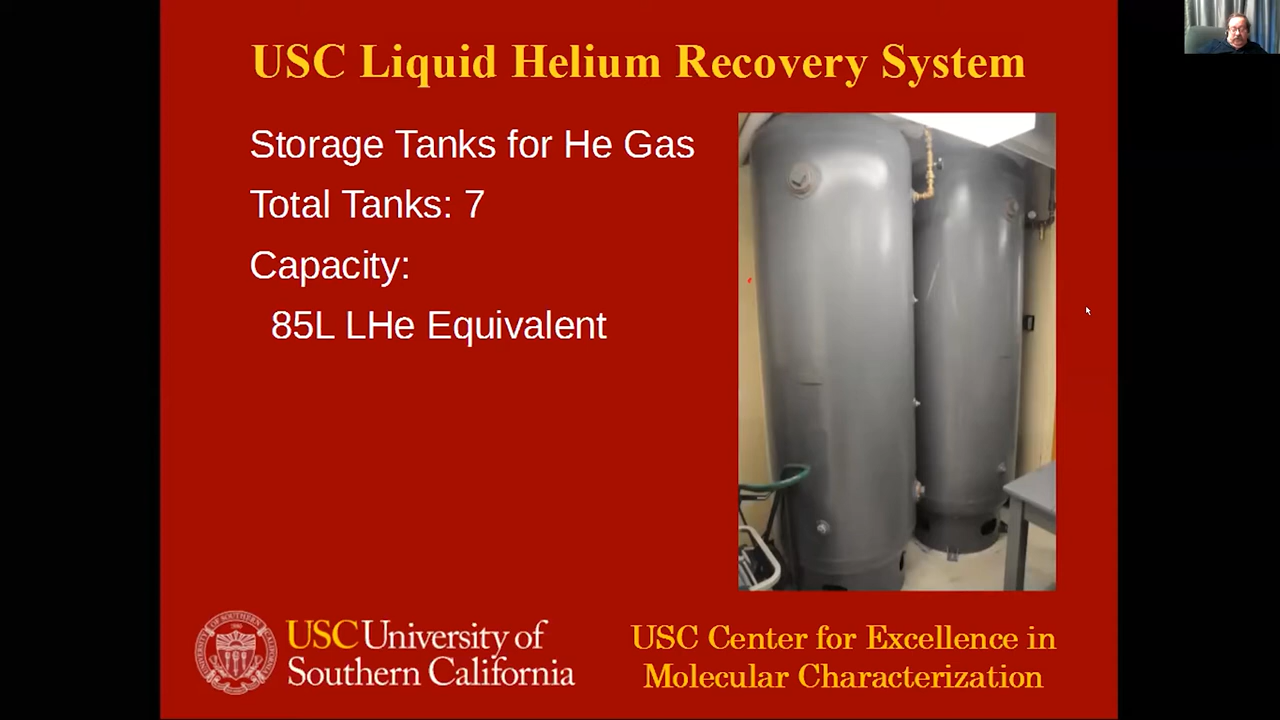 USC Liquid Helium Recovery System
Storage Tanks for He Gas
Total Tanks: 7
Capacity:
85L LHe Equivalent
USC University of
Southern California
USC Center for Excellence in
Molecular Characterization